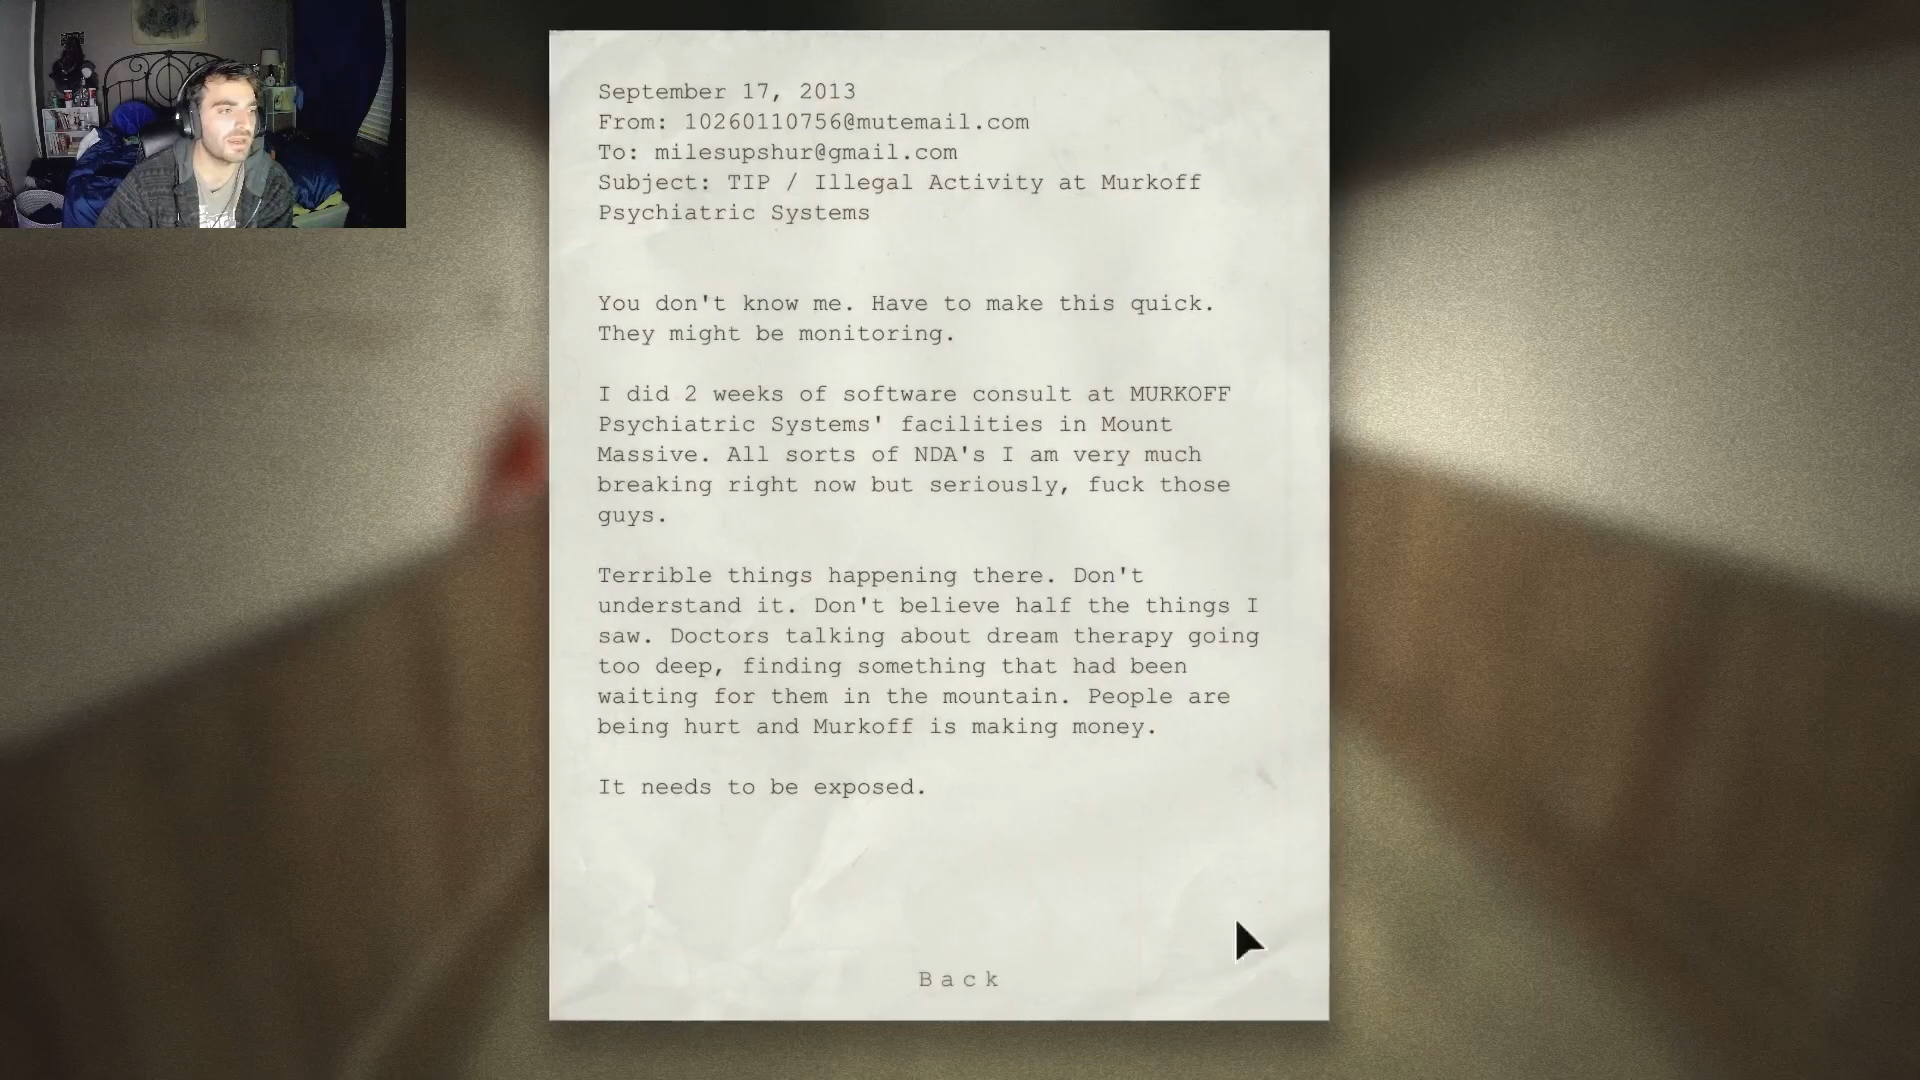 September 17, 2013
From: 10260110756@mutemail.com
To: milesupshur@gmail.com
Subject: TIP / Illegal Activity at Murkoff
Psychiatric Systems
You don't know me. Have to make this quick.
They might be monitoring.
I did 2 weeks of software consult at MURKOFF
Psychiatric Systems' facilities in Mount
Massive. All sorts of NDA's I am very much
breaking right now but seriously, fuck those
guys.
Terrible things happening there. Don't
understand it. Don't believe half the things I
saw. Doctors talking about dream therapy going
too deep, finding something that had been
waiting for them in the mountain. People are
being hurt and Murkoff is making money.
It needs to be exposed.
Back